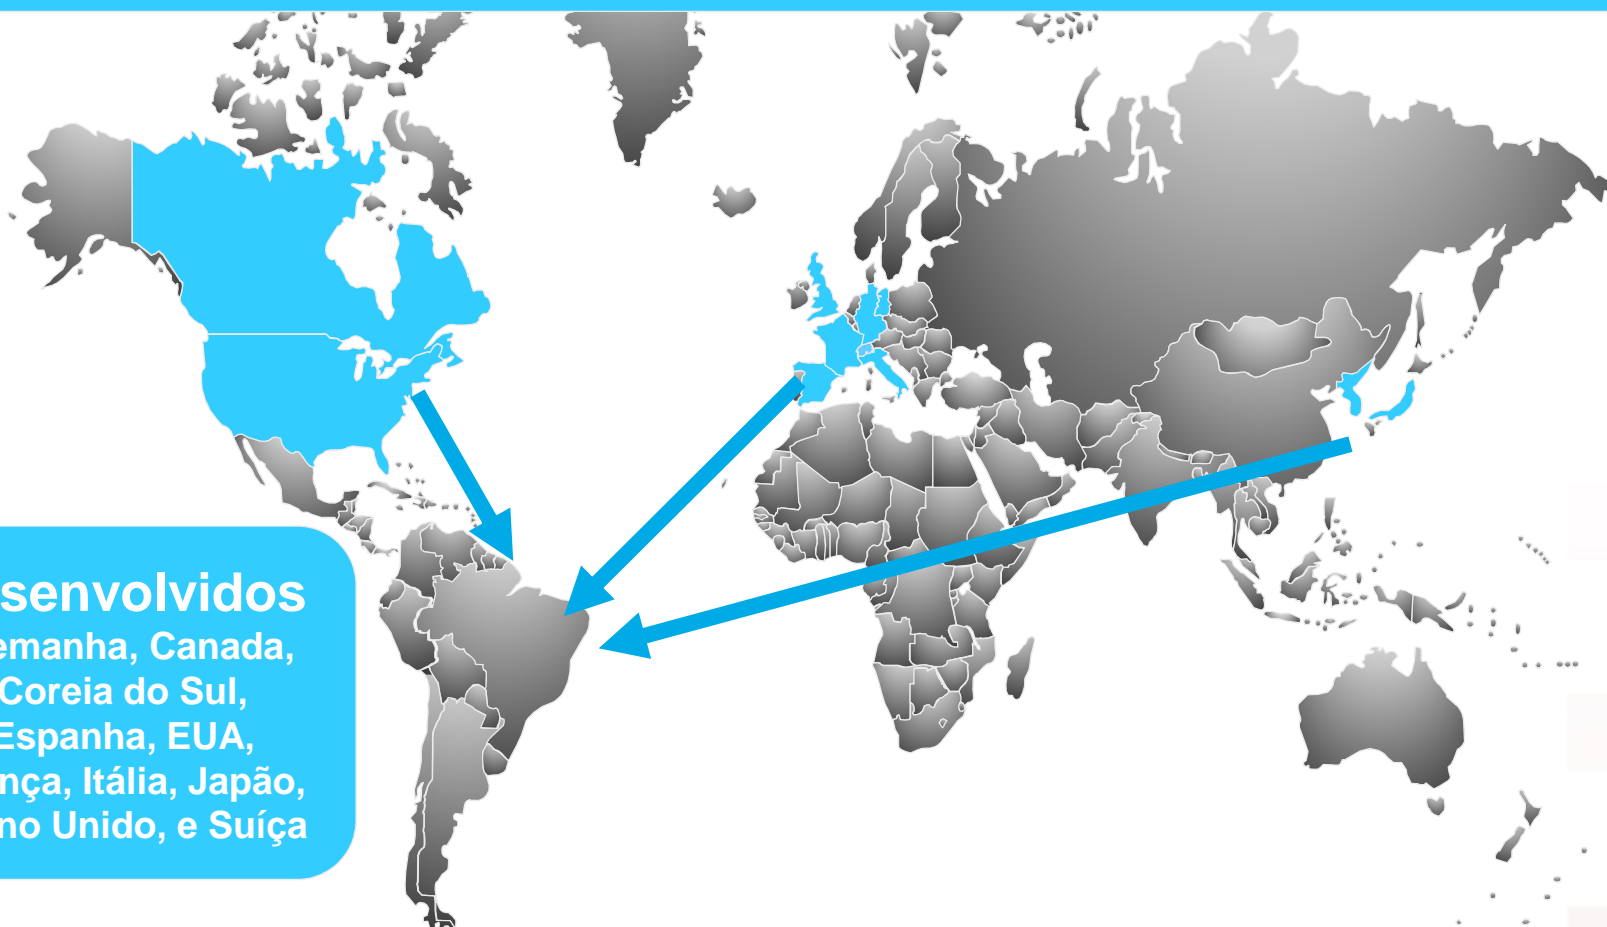 senvolvidos
emanha, Canada,
Coreia do Sul,
Espanha, EUA,
nça, Itália, Japão,
no Unido, e Suíça